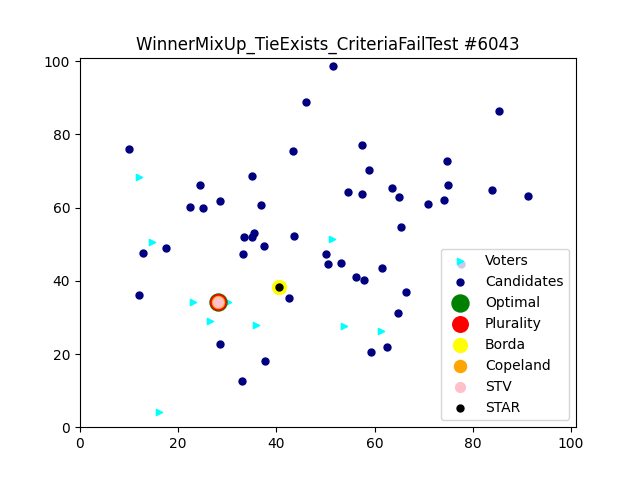 WinnerMixUp_TieExists_CriteriaFailTest #6043
100
80
60
40
20
0
0 20 40 60 80 100
Voters
Candidates
Optimal
Plurality
Borda
Copeland
STV
STAR